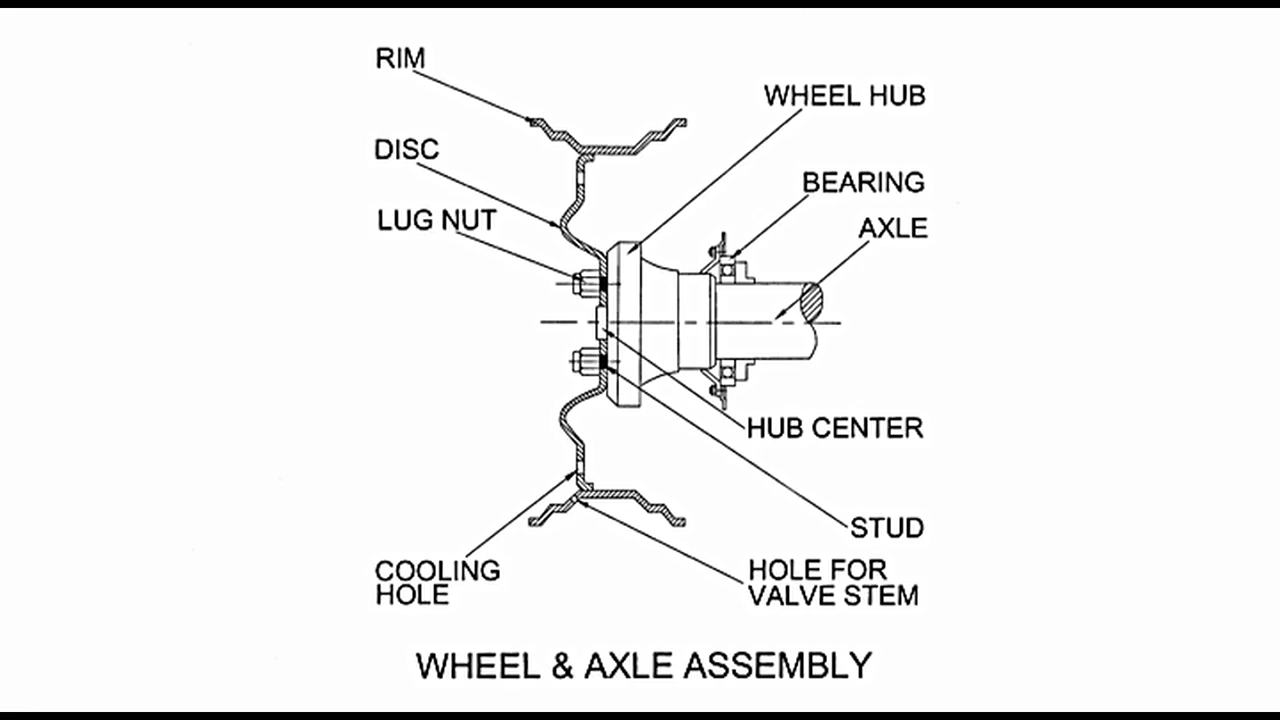 RIM
WHEEL HUB
DISC
BEARING
LUG NUT
AXLE
HUB CENTER
STUD
COOLING
HOLE
HOLE FOR
VALVE STEM
WHEEL & AXLE ASSEMBLY